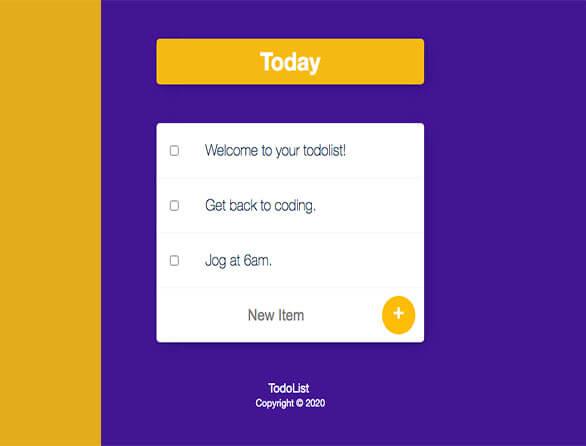 Today
Welcome to your todolist!
Get back to coding.
Jog at 6am.
New Item +
TodoList
Copyright © 2020